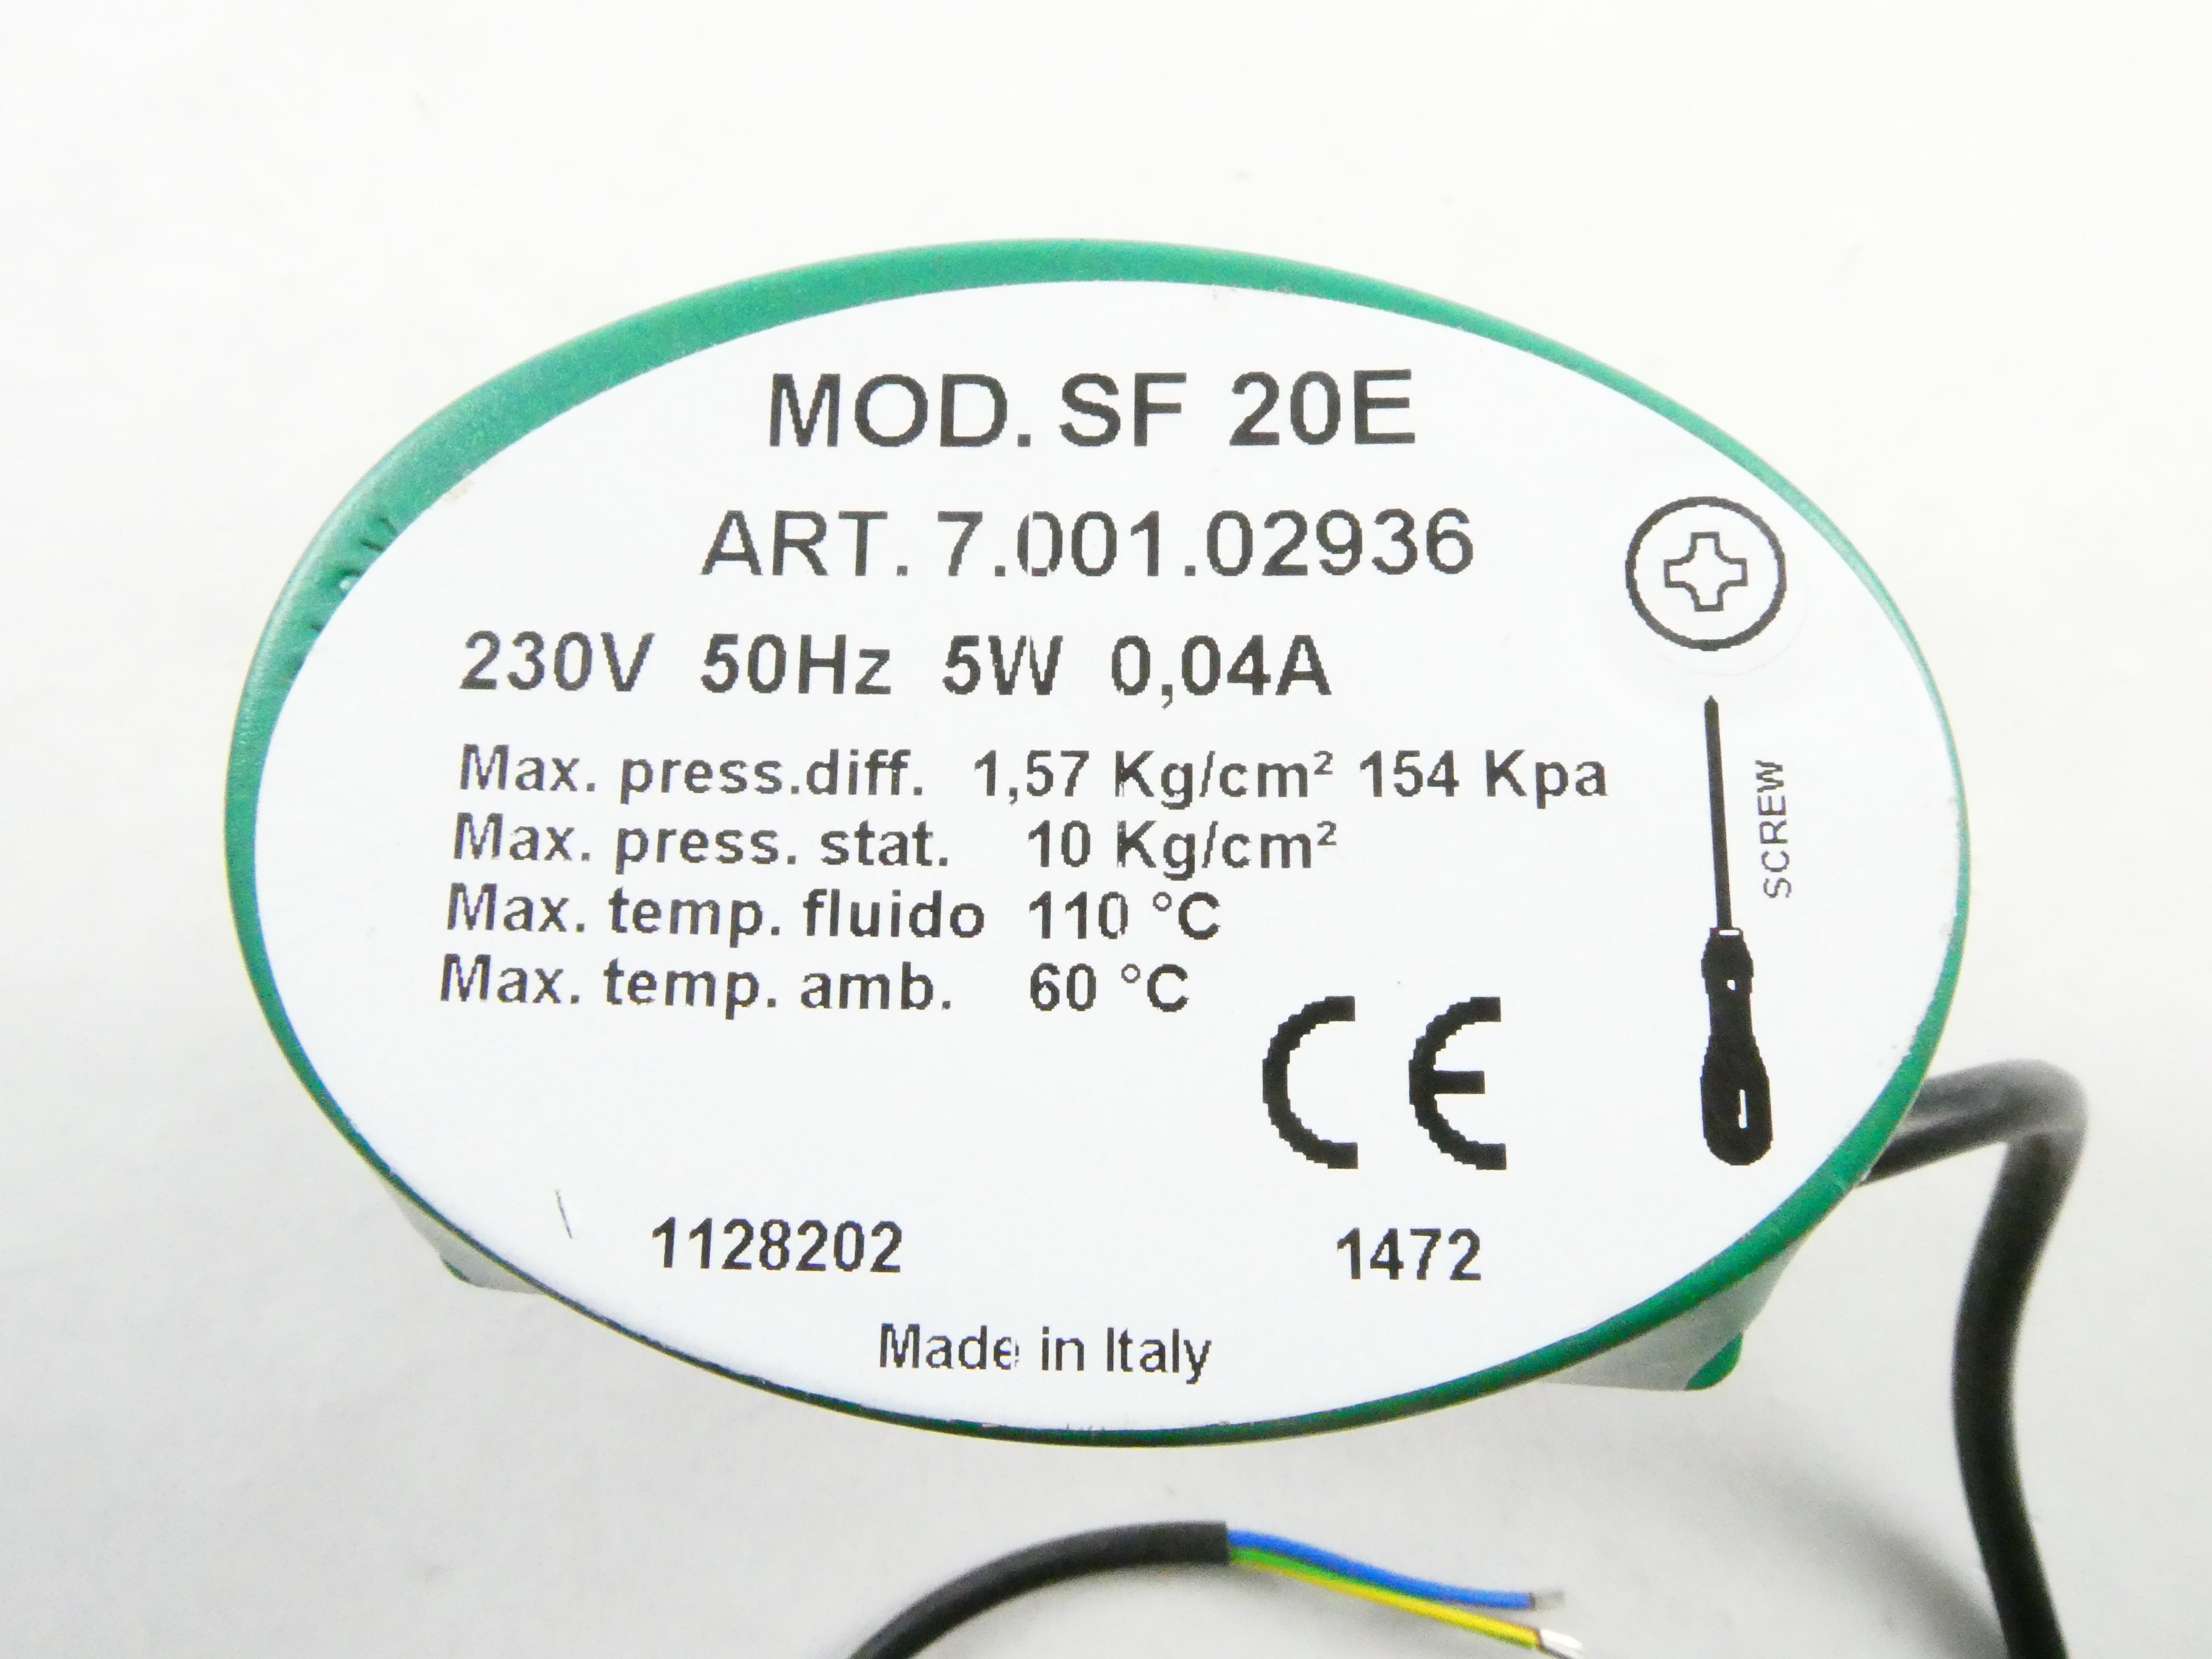 MOD. SF 20E
ART. 7.001.02936
230V 50Hz 5W 0,04A
Max. press.diff. 1,57 Kg/cm² 154 Kpa
Max. press. stat. 10 Kg/cm²
Max. temp. fluido 110 °C
Max. temp. amb. 60 °C
SCREW
CE
1128202 1472
Made in Italy